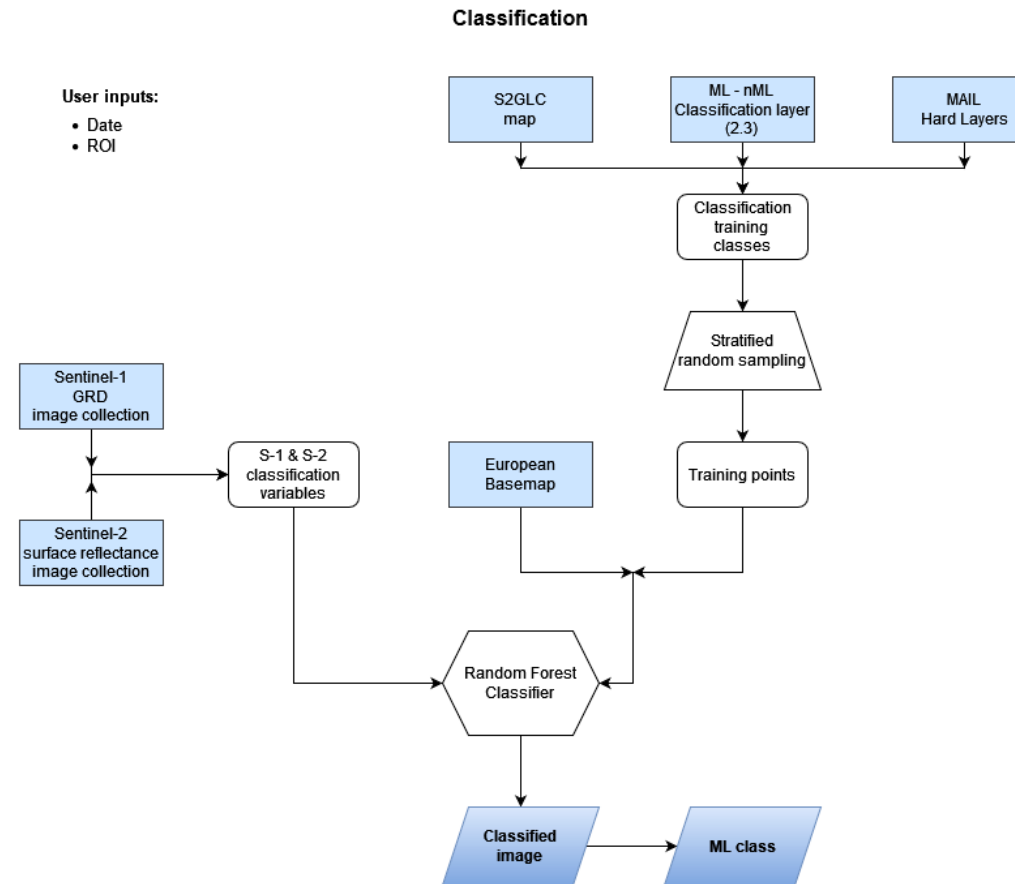 Classification
User inputs:
• Date
• ROI
S2GLC
map
ML - nML
Classification layer
(2.3)
MAIL
Hard Layers
Classification
training
classes
Stratified
random sampling
Sentinel-1
GRD
image collection
S-1 & S-2
classification
variables
European
Basemap
Training points
Sentinel-2
surface reflectance
image collection
Random Forest
Classifier
Classified
image
ML class